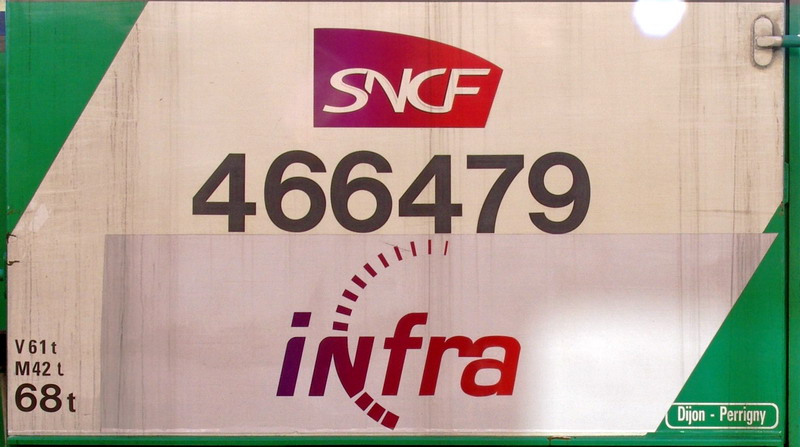 SNCF
466479
infra
V 61 t
M 42 t
68 t
Dijon - Perrigny